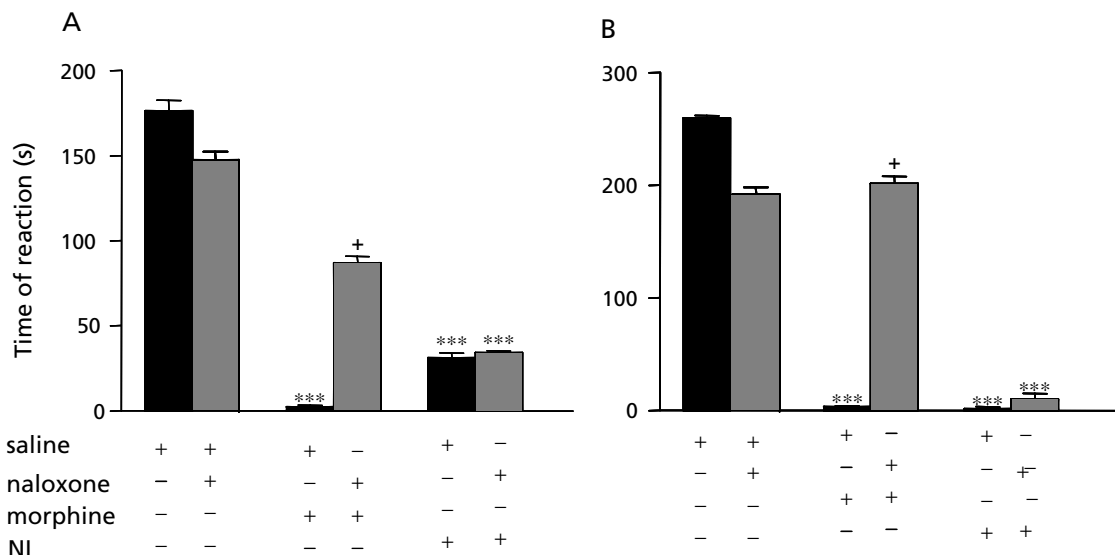 A
B
Time of reaction (s)
200
150
100
50
0
+
***
***
***
300
200
100
0
+
***
***
***
saline + + + – + – + + + – + –
naloxone – + – + – + – + – + – +–
morphine – – + + – – – – + + – –
NI – – – – + + – – – – + +